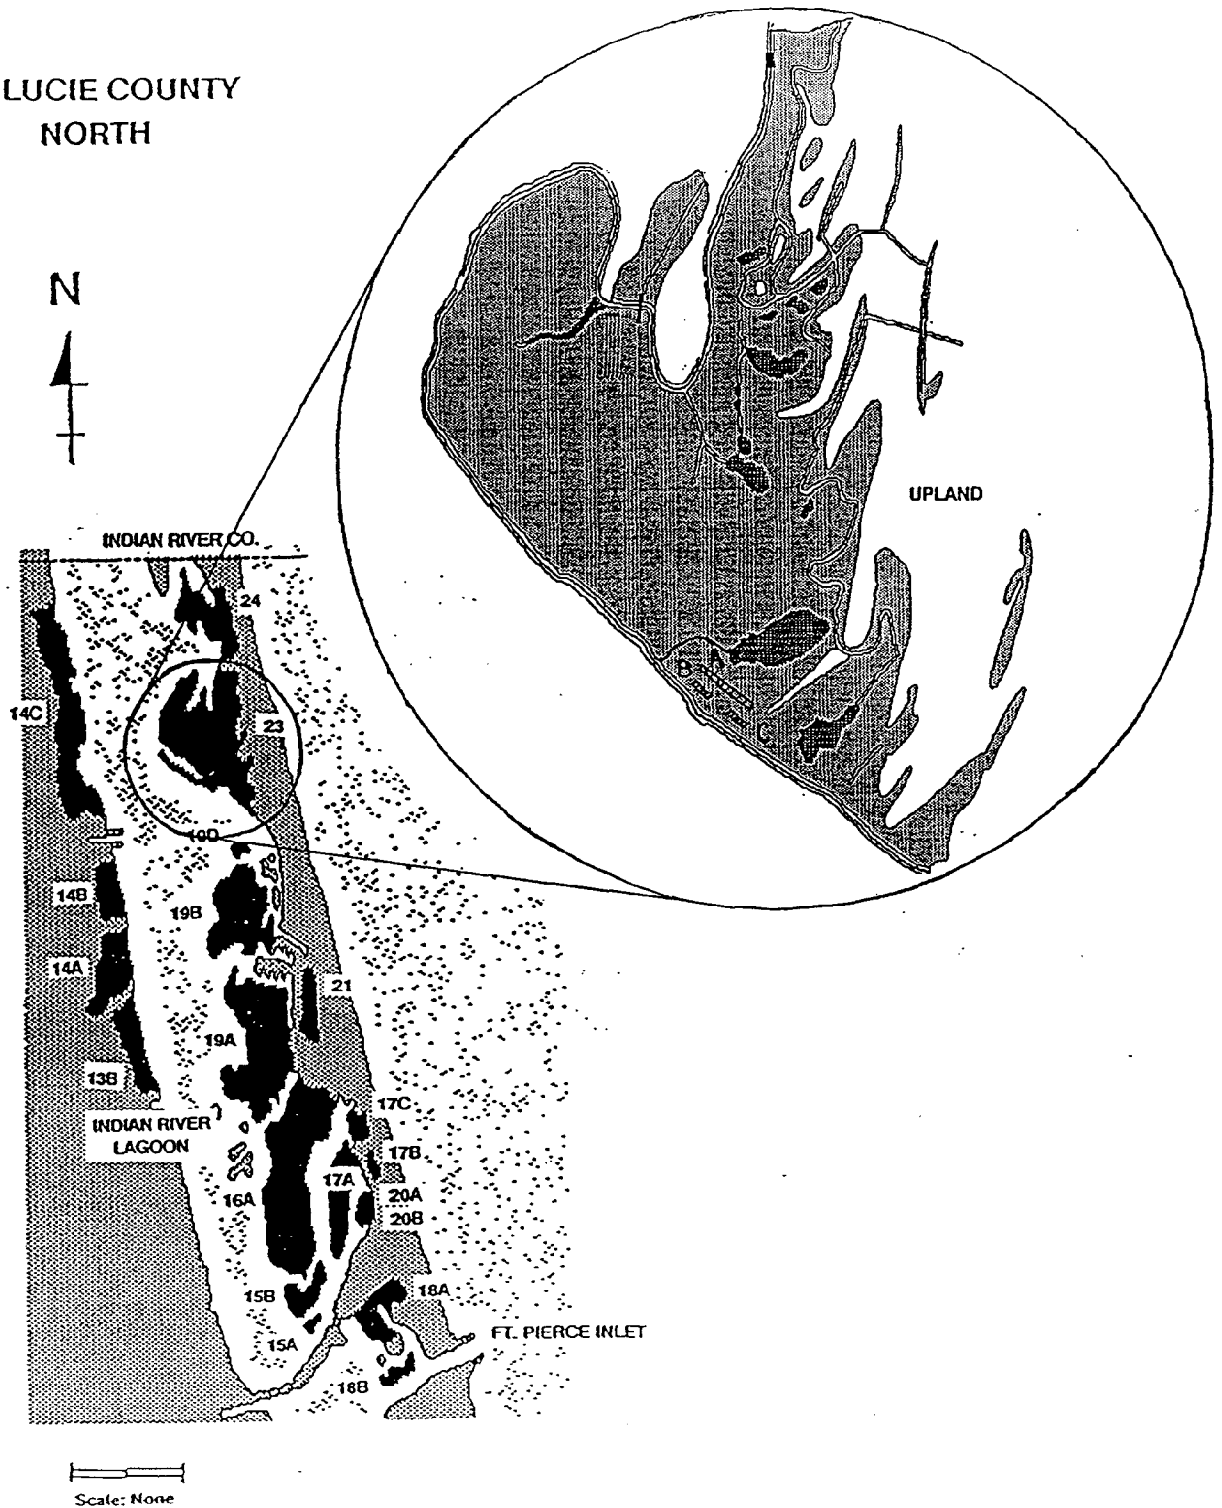 LUCIE COUNTY
NORTH
N
UPLAND
A
B
C
INDIAN RIVER CO.
24
14C
23
19D
14B
19B
14A
21
19A
13B
17C
INDIAN RIVER
LAGOON
17B
17A
16A
20A
20B
15B
18A
FT. PIERCE INLET
15A
18B
Scale: None